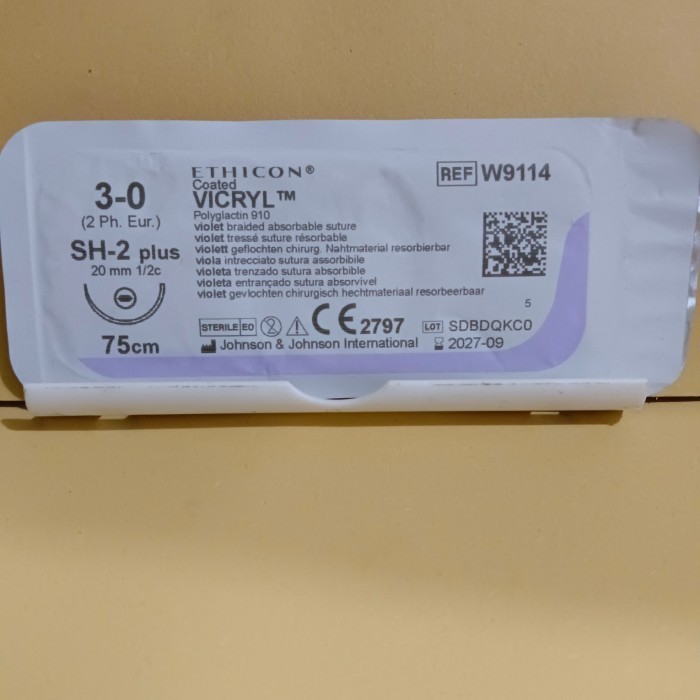 ETHICON®
Coated
VICRYL™
Polyglactin 910
violet braided absorbable suture
violet tressé suture résorbable
violett geflochten chirurg. Nahtmaterial resorbierbar
viola intrecciato sutura assorbibile
violeta trenzado sutura absorbible
violeta entrançado sutura absorvível
violet gevlochten chirurgisch hechtmateriaal resorbeerbaar
REF W9114
3-0
(2 Ph. Eur.)
SH-2 plus
20 mm 1/2c
75cm
5
STERILE EO 2 CE 2797 LOT SDBDQKC0
Johnson & Johnson International 2027-09